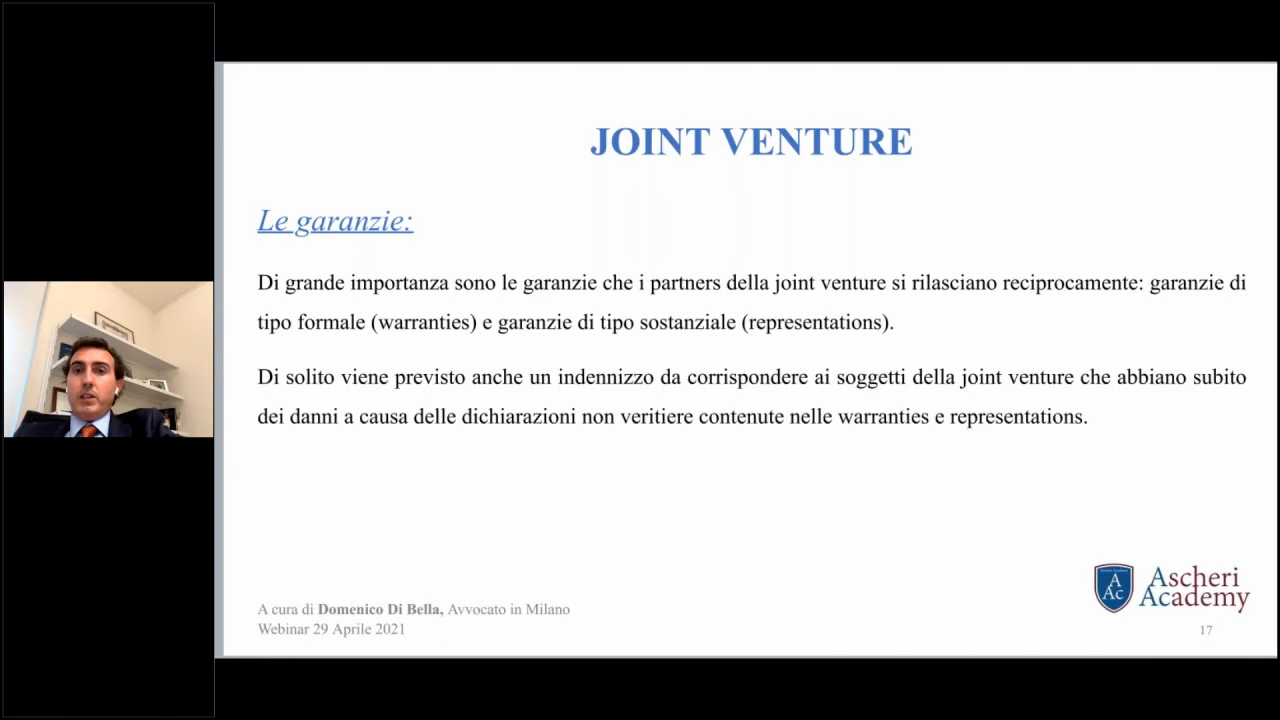 JOINT VENTURE
Le garanzie:
Di grande importanza sono le garanzie che i partners della joint venture si rilasciano reciprocamente: garanzie di
tipo formale (warranties) e garanzie di tipo sostanziale (representations).
Di solito viene previsto anche un indennizzo da corrispondere ai soggetti della joint venture che abbiano subito
dei danni a causa delle dichiarazioni non veritiere contenute nelle warranties e representations.
A cura di Domenico Di Bella, Avvocato in Milano
Webinar 29 Aprile 2021
A
Ac
Ascheri
Academy
17